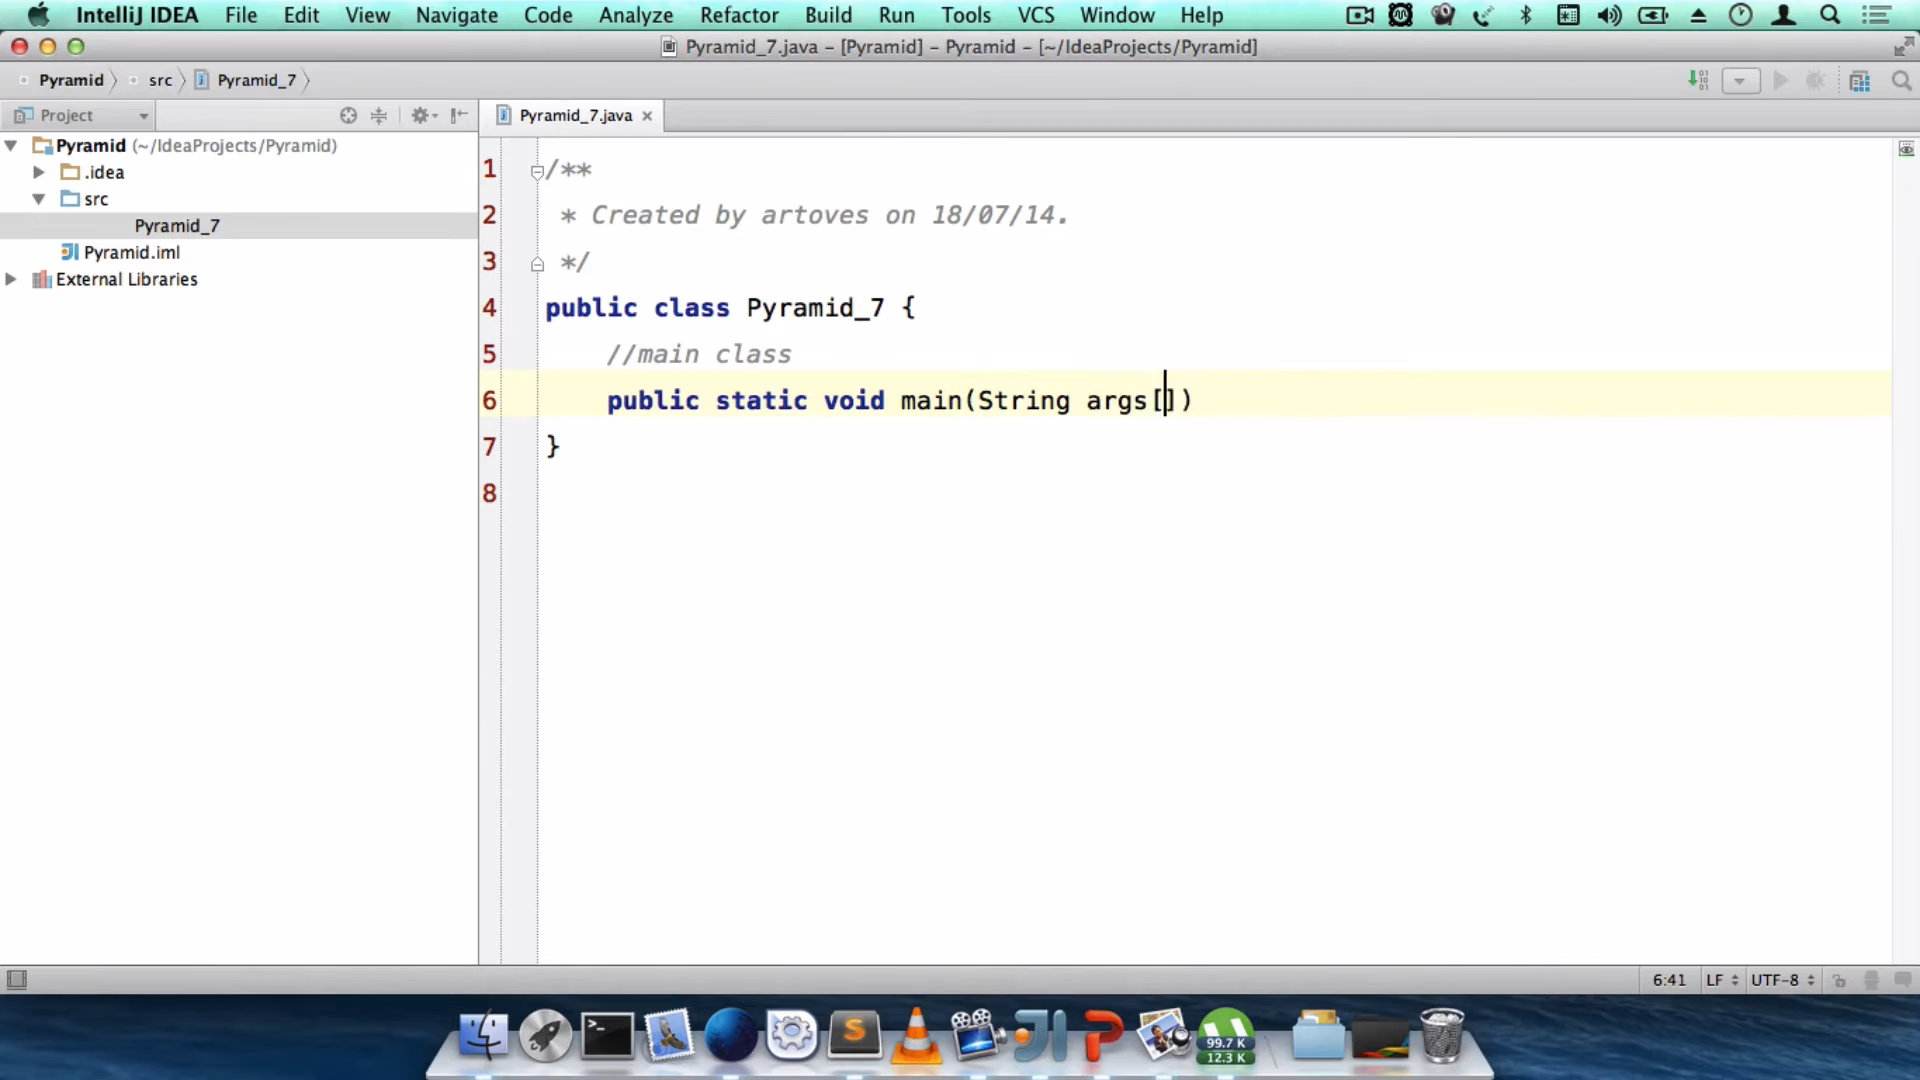 IntelliJ IDEA File Edit View Navigate Code Analyze Refactor Build Run Tools VCS Window Help
Pyramid_7.java – [Pyramid] – Pyramid – [~/IdeaProjects/Pyramid]
Pyramid src Pyramid_7
Project
Pyramid_7.java
Pyramid (~/IdeaProjects/Pyramid)
.idea
src
Pyramid_7
Pyramid.iml
External Libraries
1 /**
2 * Created by artoves on 18/07/14.
3 */
4 public class Pyramid_7 {
5 //main class
6 public static void main(String args[])
7 }
8
6:41 LF UTF-8
99.7 K
12.3 K